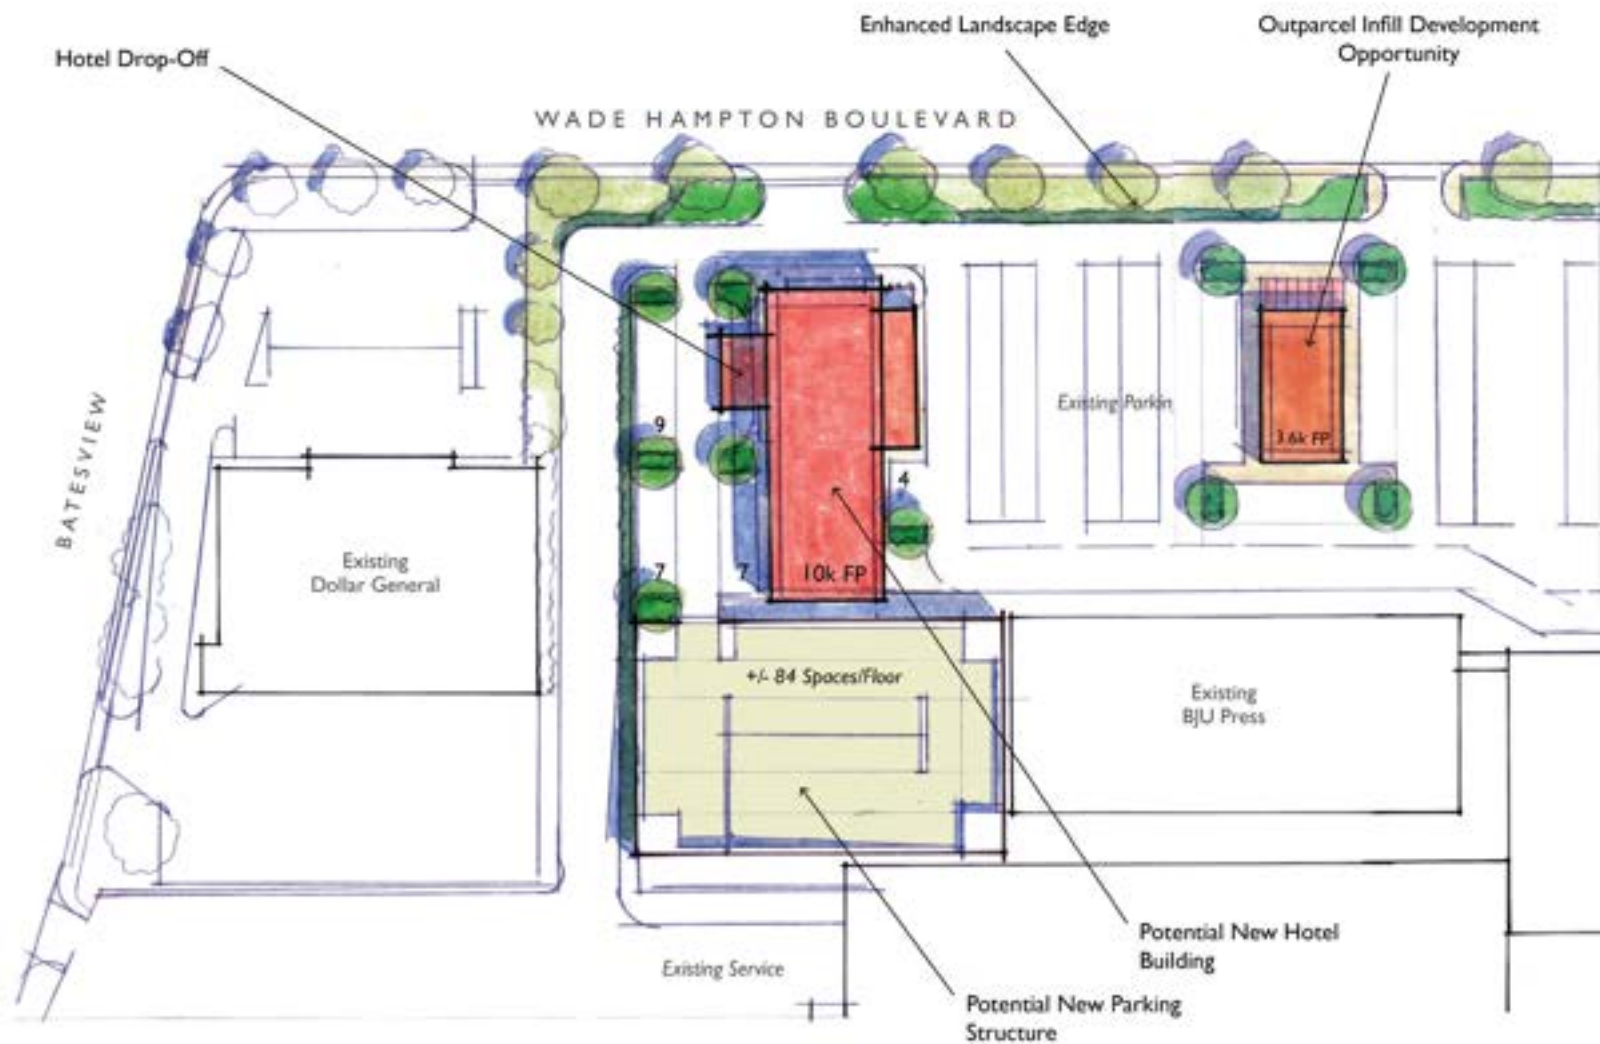 Enhanced Landscape Edge
Outparcel Infill Development
Opportunity
Hotel Drop-Off
WADE HAMPTON BOULEVARD
BATESVIEW
Existing Parkin
9
3.6k FP
4
Existing
Dollar General
7
7
10k FP
+/- 84 Spaces/Floor
Existing
BJU Press
Potential New Hotel
Building
Existing Service
Potential New Parking
Structure